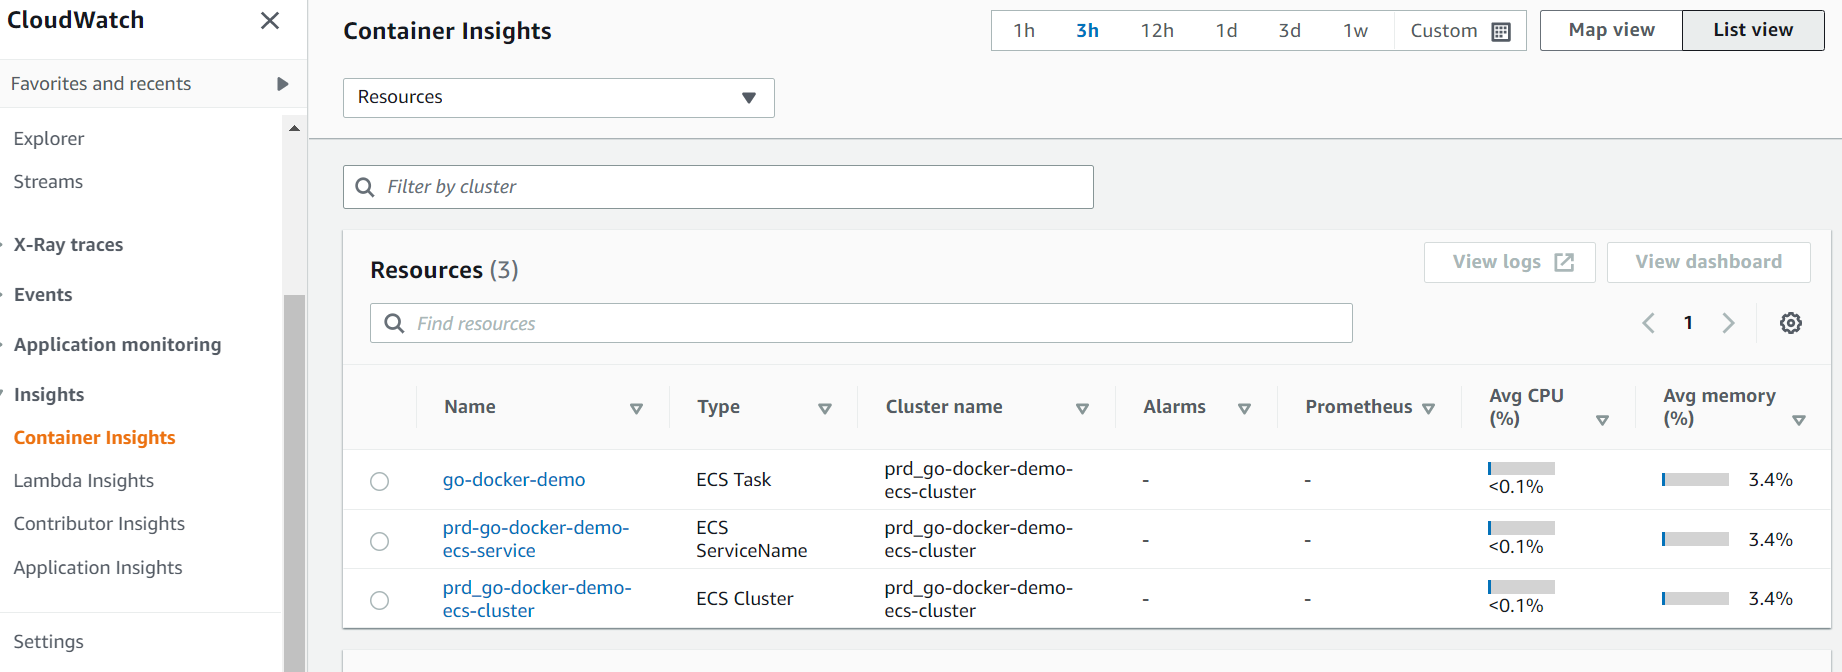 CloudWatch
Favorites and recents
Explorer
Streams
X-Ray traces
Events
Application monitoring
Insights
Container Insights
Lambda Insights
Contributor Insights
Application Insights
Settings
Container Insights
1h 3h 12h 1d 3d 1w Custom
Map view List view
Resources
Filter by cluster
Resources (3)
View logs View dashboard
Find resources
1
Name Type Cluster name Alarms Prometheus Avg CPU (%) Avg memory (%)
go-docker-demo ECS Task prd_go-docker-demo-
ecs-cluster - - <0.1% 3.4%
prd-go-docker-demo-
ecs-service ECS
ServiceName prd_go-docker-demo-
ecs-cluster - - <0.1% 3.4%
prd_go-docker-demo-
ecs-cluster ECS Cluster prd_go-docker-demo-
ecs-cluster - - <0.1% 3.4%